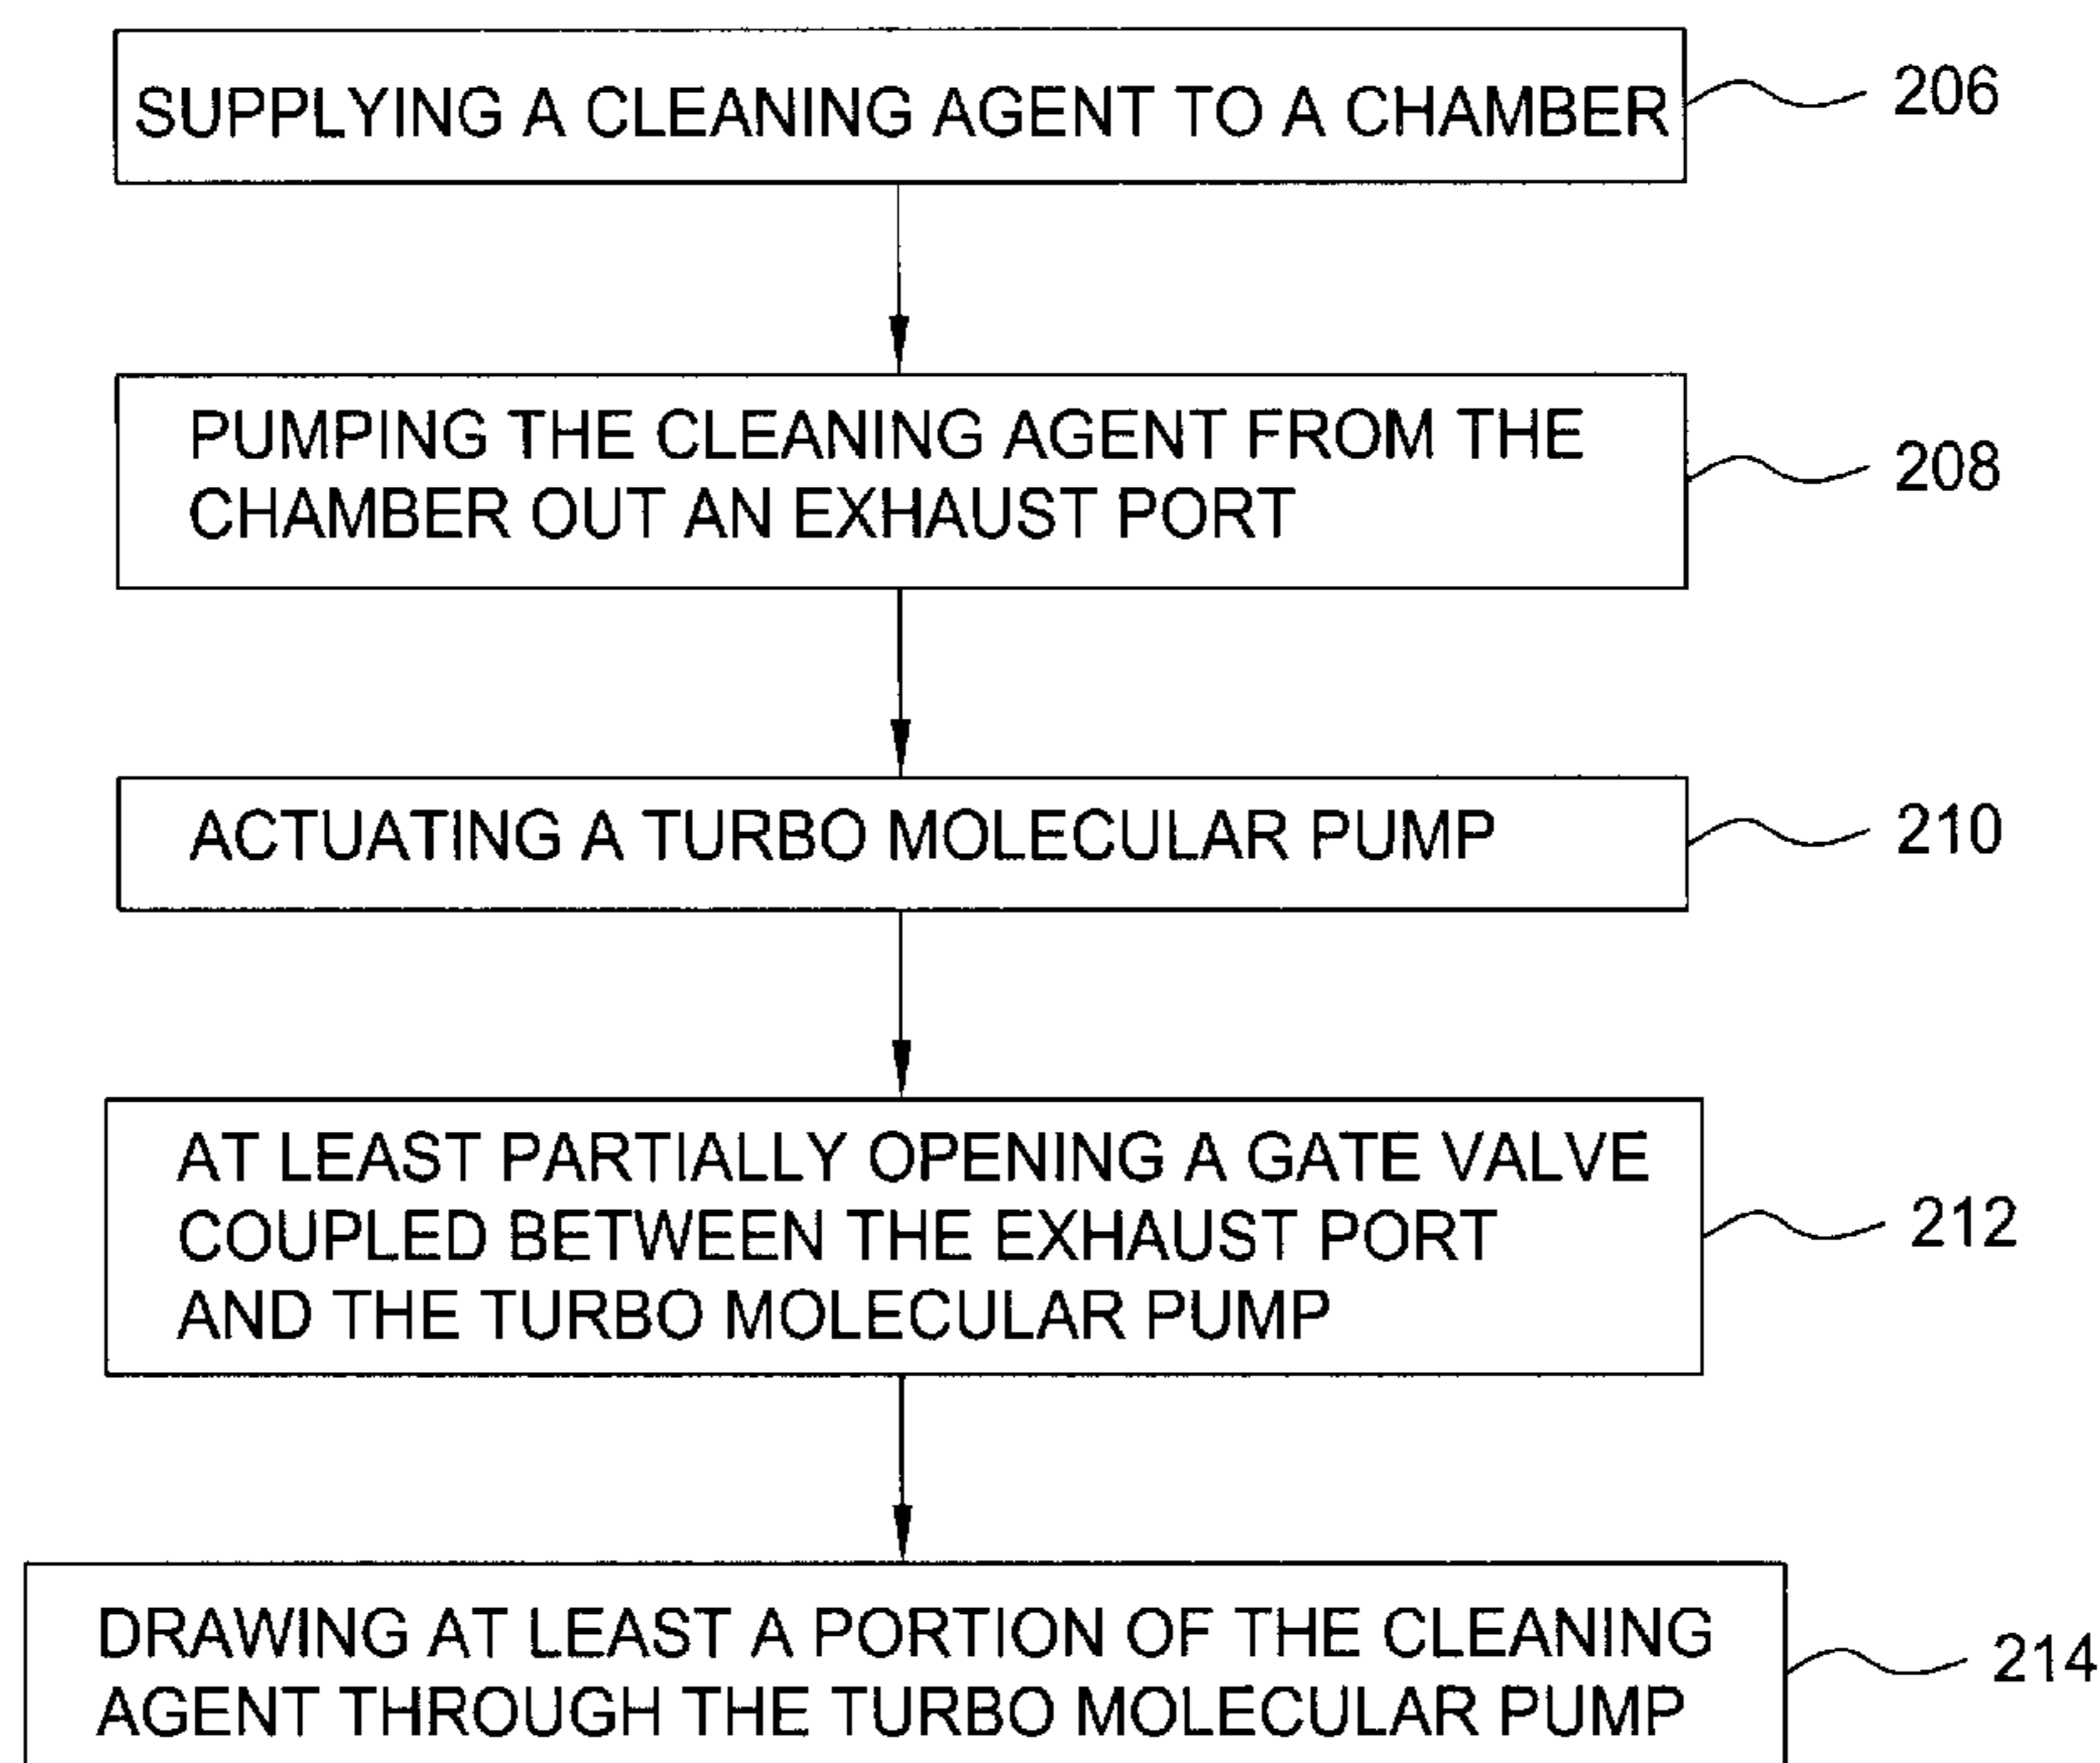 SUPPLYING A CLEANING AGENT TO A CHAMBER
206
PUMPING THE CLEANING AGENT FROM THE
CHAMBER OUT AN EXHAUST PORT
208
ACTUATING A TURBO MOLECULAR PUMP
210
AT LEAST PARTIALLY OPENING A GATE VALVE
COUPLED BETWEEN THE EXHAUST PORT
AND THE TURBO MOLECULAR PUMP
212
DRAWING AT LEAST A PORTION OF THE CLEANING
AGENT THROUGH THE TURBO MOLECULAR PUMP
214